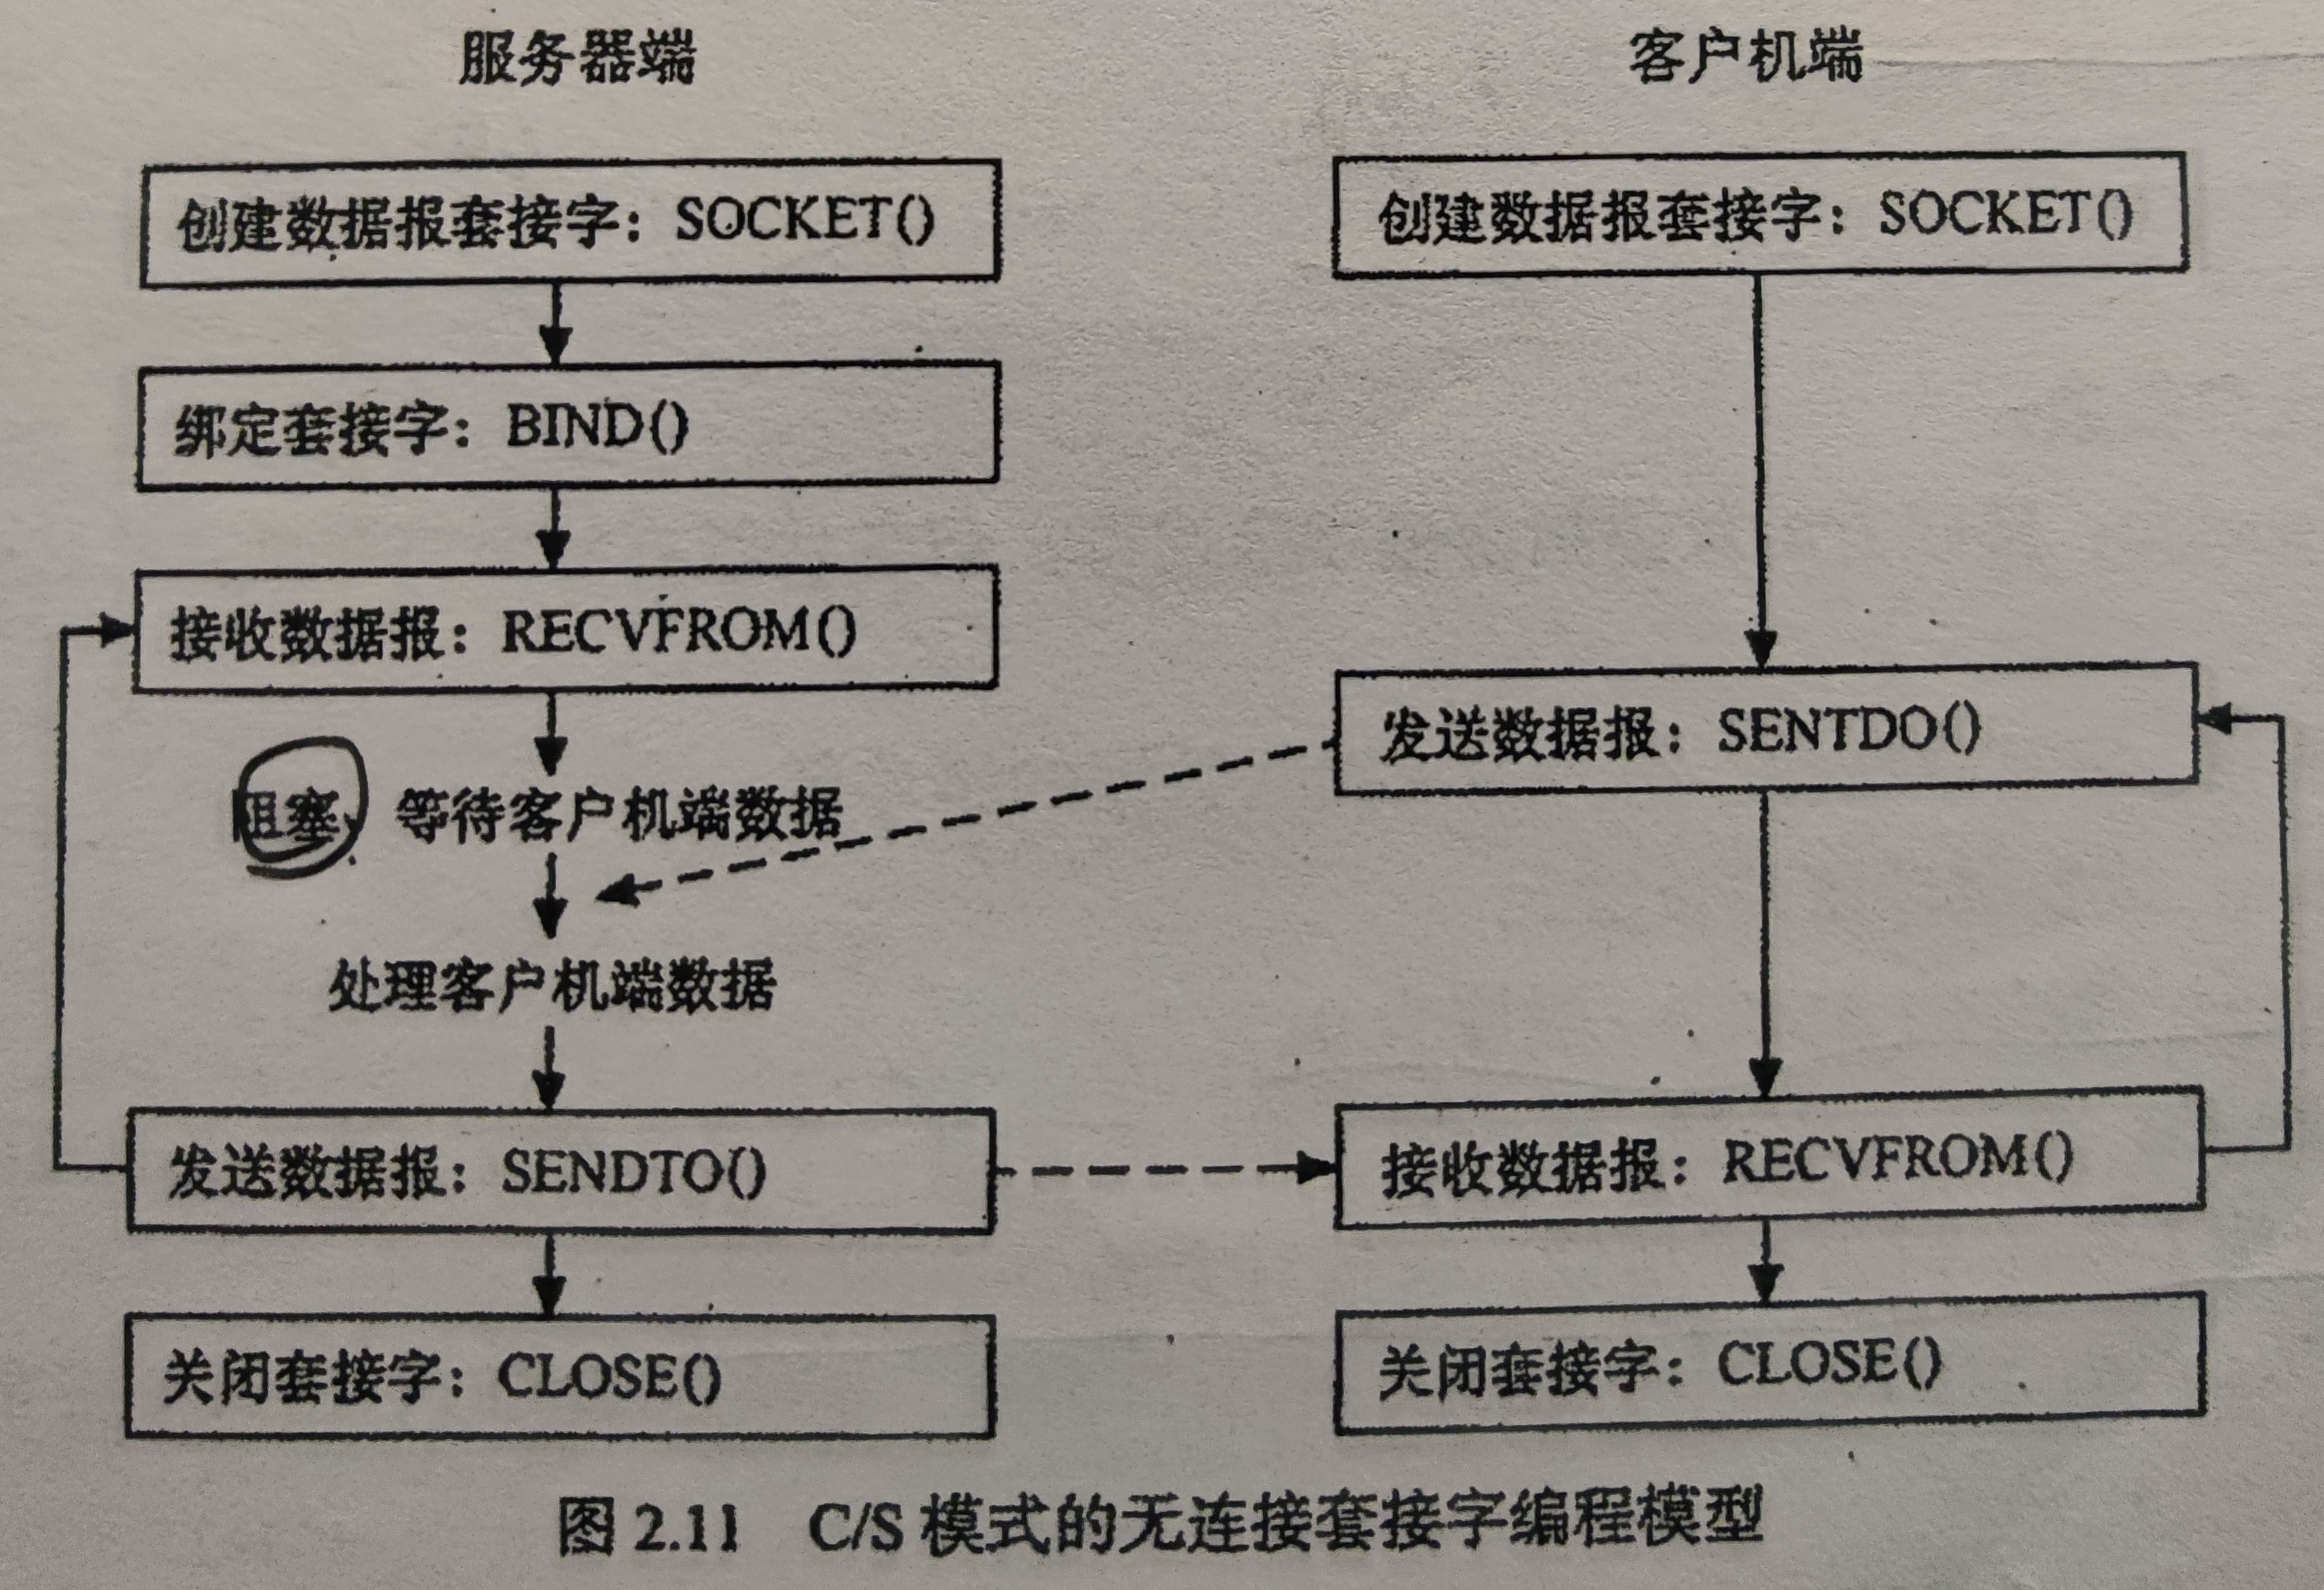 服务器端
创建数据报套接字：SOCKET()
绑定套接字：BIND()
接收数据报：RECVFROM()
阻塞，等待客户机端数据
处理客户机端数据
发送数据报：SENDTO()
关闭套接字：CLOSE()
客户机端
创建数据报套接字：SOCKET()
发送数据报：SENTDO()
接收数据报：RECVFROM()
关闭套接字：CLOSE()
图 2.11 C/S 模式的无连接套接字编程模型